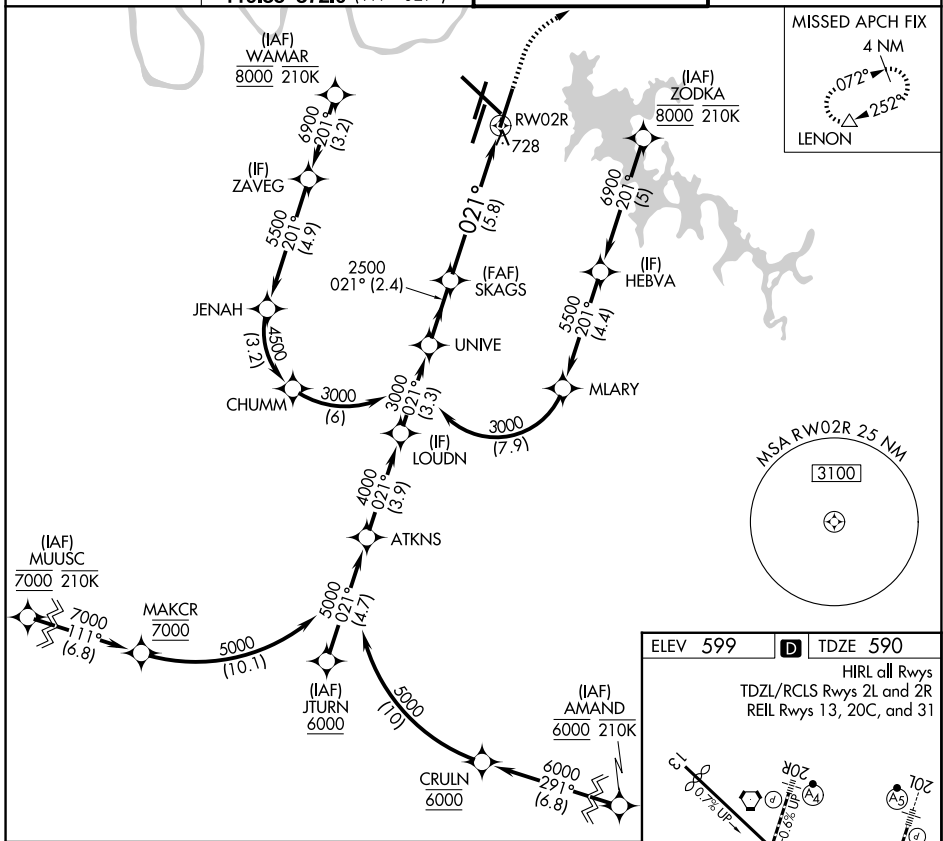 MISSED APCH FIX
4 NM
072°
252°
LENON
(IAF)
WAMAR
8000 210K
6900
201°
(3.2)
(IF)
ZAVEG
5500
201°
(4.9)
JENAH
4500
(3.2)
CHUMM
3000
(6)
RW02R
728
021°
(5.8)
(IAF)
ZODKA
8000 210K
6900
201°
(5)
(IF)
HEBVA
5500
201°
(4.4)
MLARY
3000
(7.9)
2500
021° (2.4)
(FAF)
SKAGS
UNIVE
3000
021°
(3.3)
(IF)
LOUDN
4000
021°
(3.9)
ATKNS
5000
021°
(4.7)
MSA RW02R 25 NM
3100
(IAF)
MUUSC
7000 210K
7000
111°
(6.8)
MAKCR
7000
5000
(10.1)
(IAF)
JTURN
6000
5000
(10)
CRULN
6000
(IAF)
AMAND
6000 210K
6000
291°
(6.8)
ELEV 599 D TDZE 590
HIRL all Rwys
TDZL/RCLS Rwys 2L and 2R
REIL Rwys 13, 20C, and 31
13
0.7% UP
20R
A4
0.6% UP
A5
20L